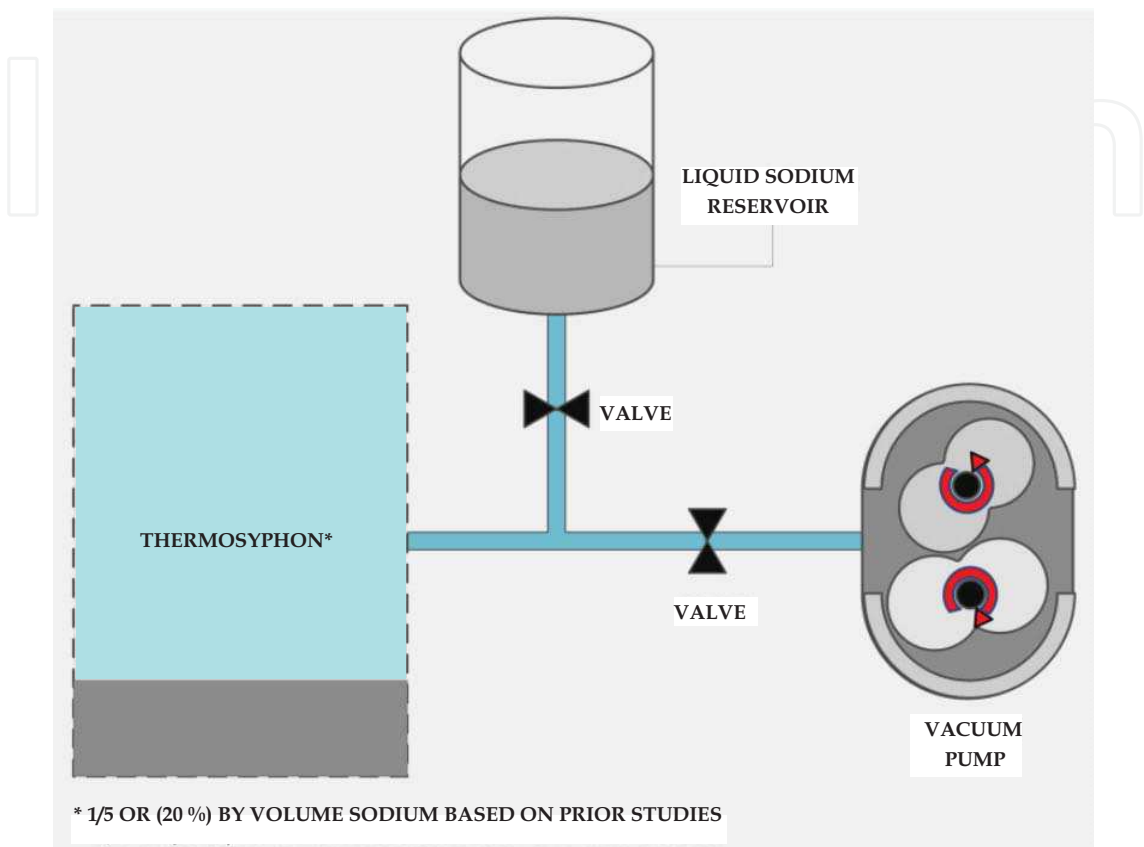 LIQUID SODIUM
RESERVOIR
VALVE
THERMOSYPHON*
VALVE
VACUUM
PUMP
* 1/5 OR (20 %) BY VOLUME SODIUM BASED ON PRIOR STUDIES